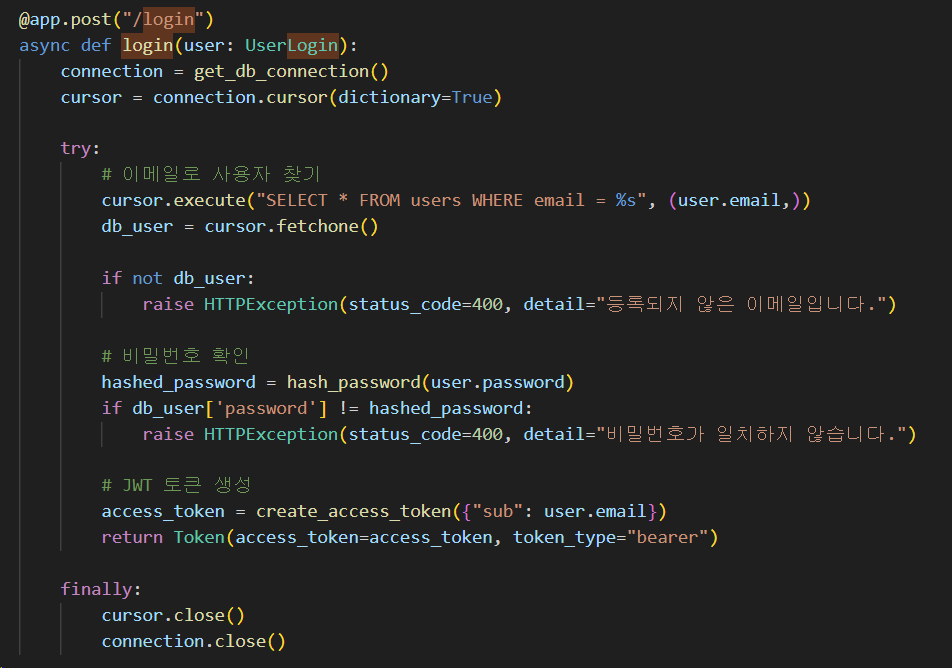 @app.post("/login")
async def login(user: UserLogin):
    connection = get_db_connection()
    cursor = connection.cursor(dictionary=True)

    try:
        # 이메일로 사용자 찾기
        cursor.execute("SELECT * FROM users WHERE email = %s", (user.email,))
        db_user = cursor.fetchone()

        if not db_user:
            raise HTTPException(status_code=400, detail="등록되지 않은 이메일입니다.")

        # 비밀번호 확인
        hashed_password = hash_password(user.password)
        if db_user['password'] != hashed_password:
            raise HTTPException(status_code=400, detail="비밀번호가 일치하지 않습니다.")

        # JWT 토큰 생성
        access_token = create_access_token({"sub": user.email})
        return Token(access_token=access_token, token_type="bearer")

    finally:
        cursor.close()
        connection.close()